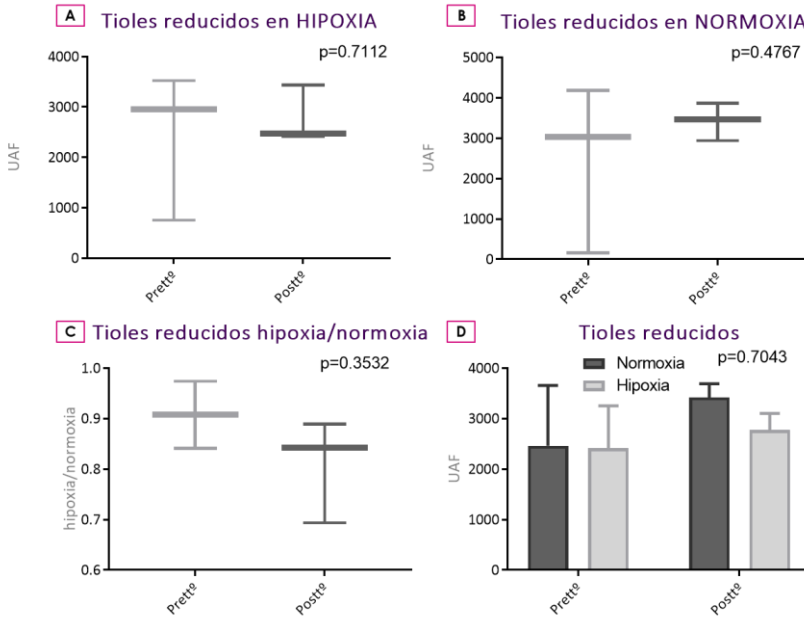 A Tioles reducidos en HIPOXIA
p=0.7112
4000
3000
2000
1000
0
UAF
Prettº
Posttº
B Tioles reducidos en NORMOXIA
p=0.4767
5000
4000
3000
2000
1000
0
UAF
Prettº
Posttº
C Tioles reducidos hipoxia/normoxia
p=0.3532
1.0
0.9
0.8
0.7
0.6
hipoxia/normoxia
Prettº
Posttº
D Tioles reducidos
p=0.7043
Normoxia
Hipoxia
4000
3000
2000
1000
0
UAF
Prettº
Posttº